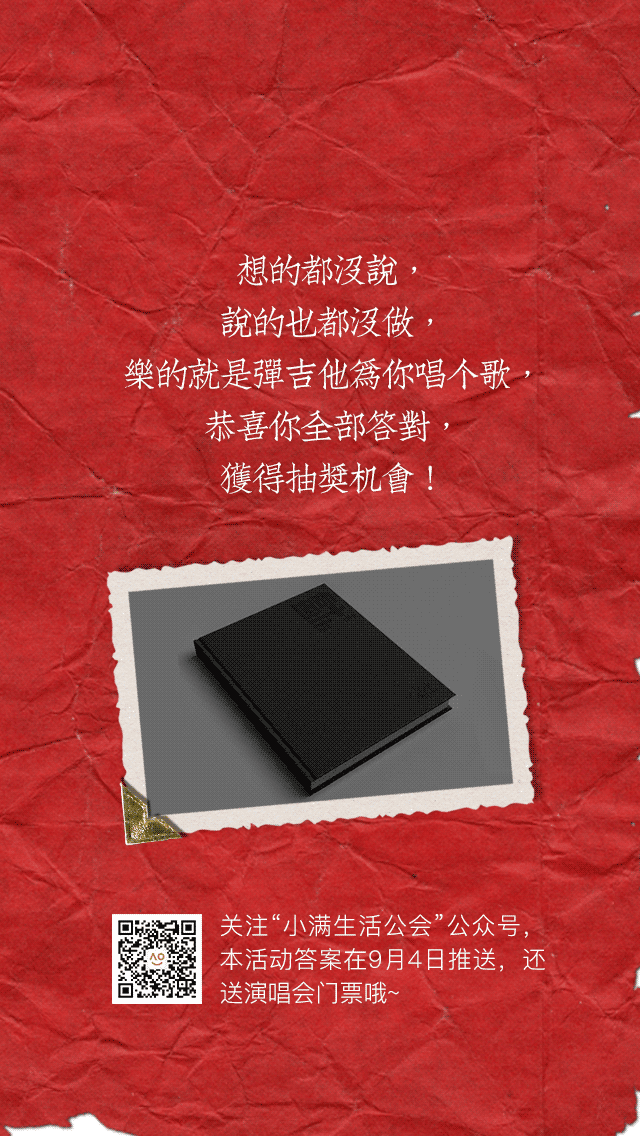 想的都沒說，
說的也都沒做，
樂的就是彈吉他為你唱个歌，
恭喜你全部答對，
獲得抽獎机會！
关注“小满生活公会”公众号，
本活动答案在9月4日推送，还
送演唱会门票哦~